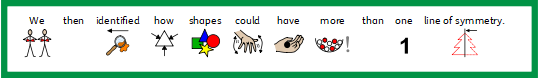 We then identified how shapes could have more than one line of symmetry.
! 1